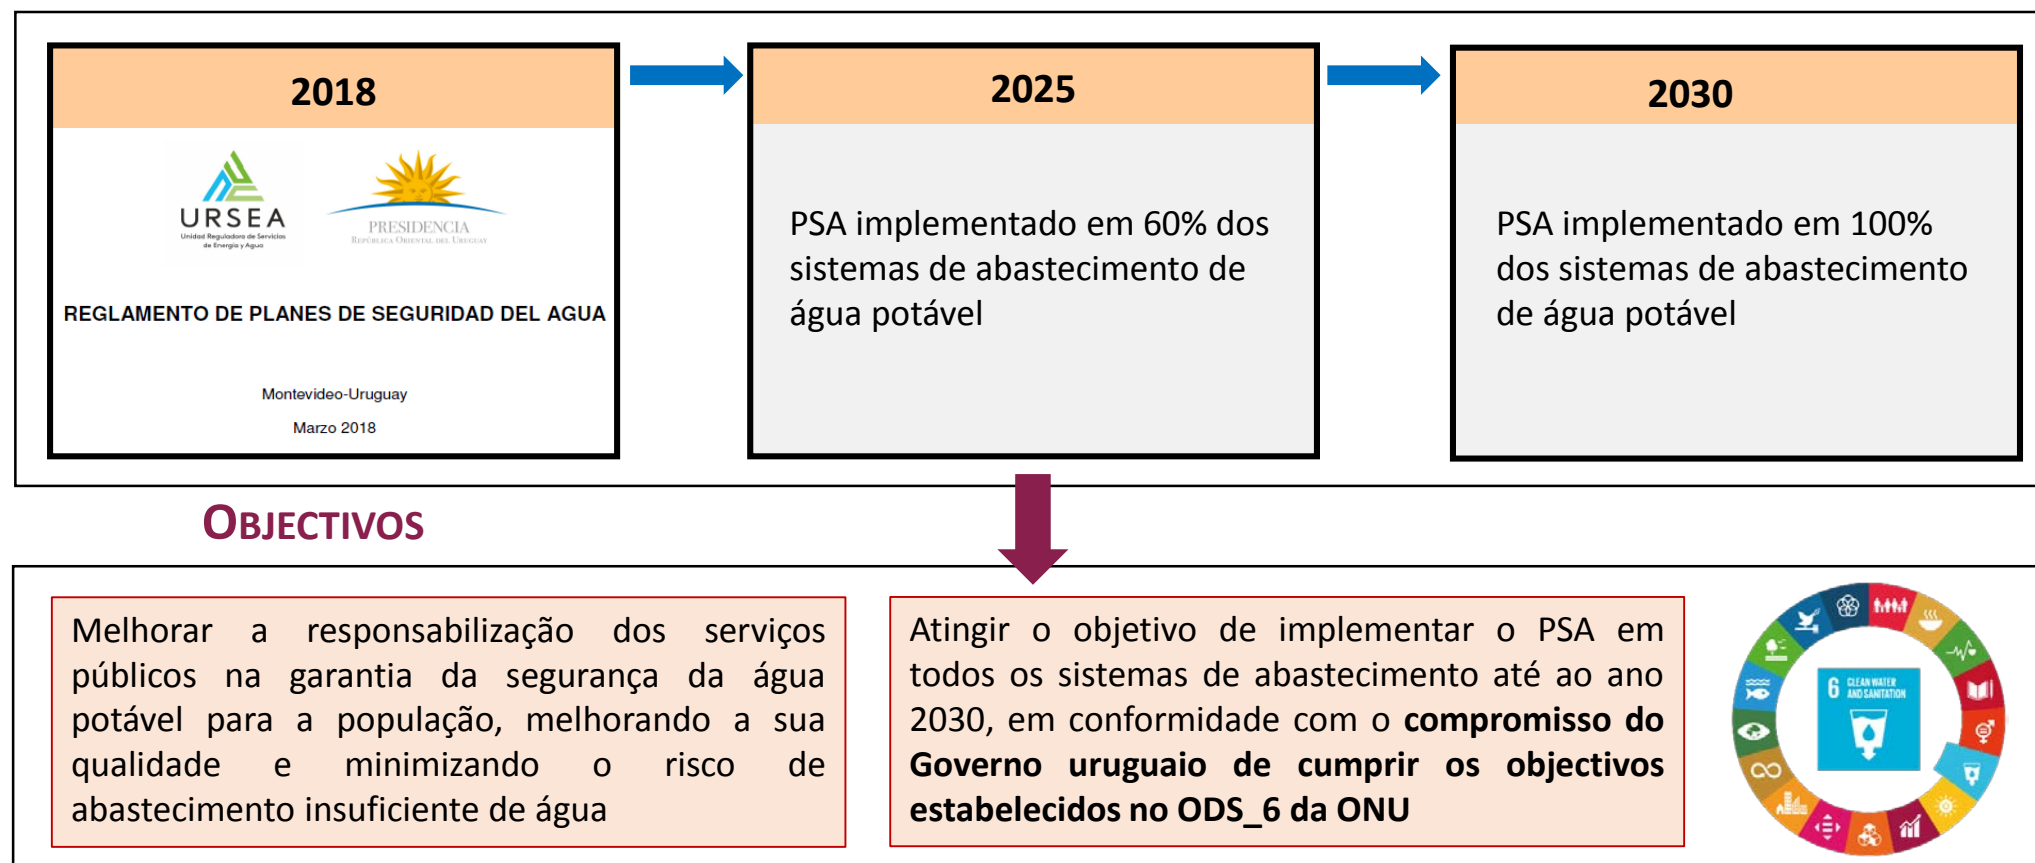 2018
URSEA
Unidad Reguladora de Servicios
de Energía y Agua
PRESIDENCIA
REPÚBLICA ORIENTAL DEL URUGUAY
REGLAMENTO DE PLANES DE SEGURIDAD DEL AGUA
Montevideo-Uruguay
Marzo 2018
2025
PSA implementado em 60% dos
sistemas de abastecimento de
água potável
2030
PSA implementado em 100%
dos sistemas de abastecimento
de água potável
OBJECTIVOS
Melhorar a responsabilização dos serviços
públicos na garantia da segurança da água
potável para a população, melhorando a sua
qualidade e minimizando o risco de
abastecimento insuficiente de água
Atingir o objetivo de implementar o PSA em
todos os sistemas de abastecimento até ao ano
2030, em conformidade com o compromisso do
Governo uruguaio de cumprir os objectivos
estabelecidos no ODS_6 da ONU
6 CLEAN WATER
AND SANITATION